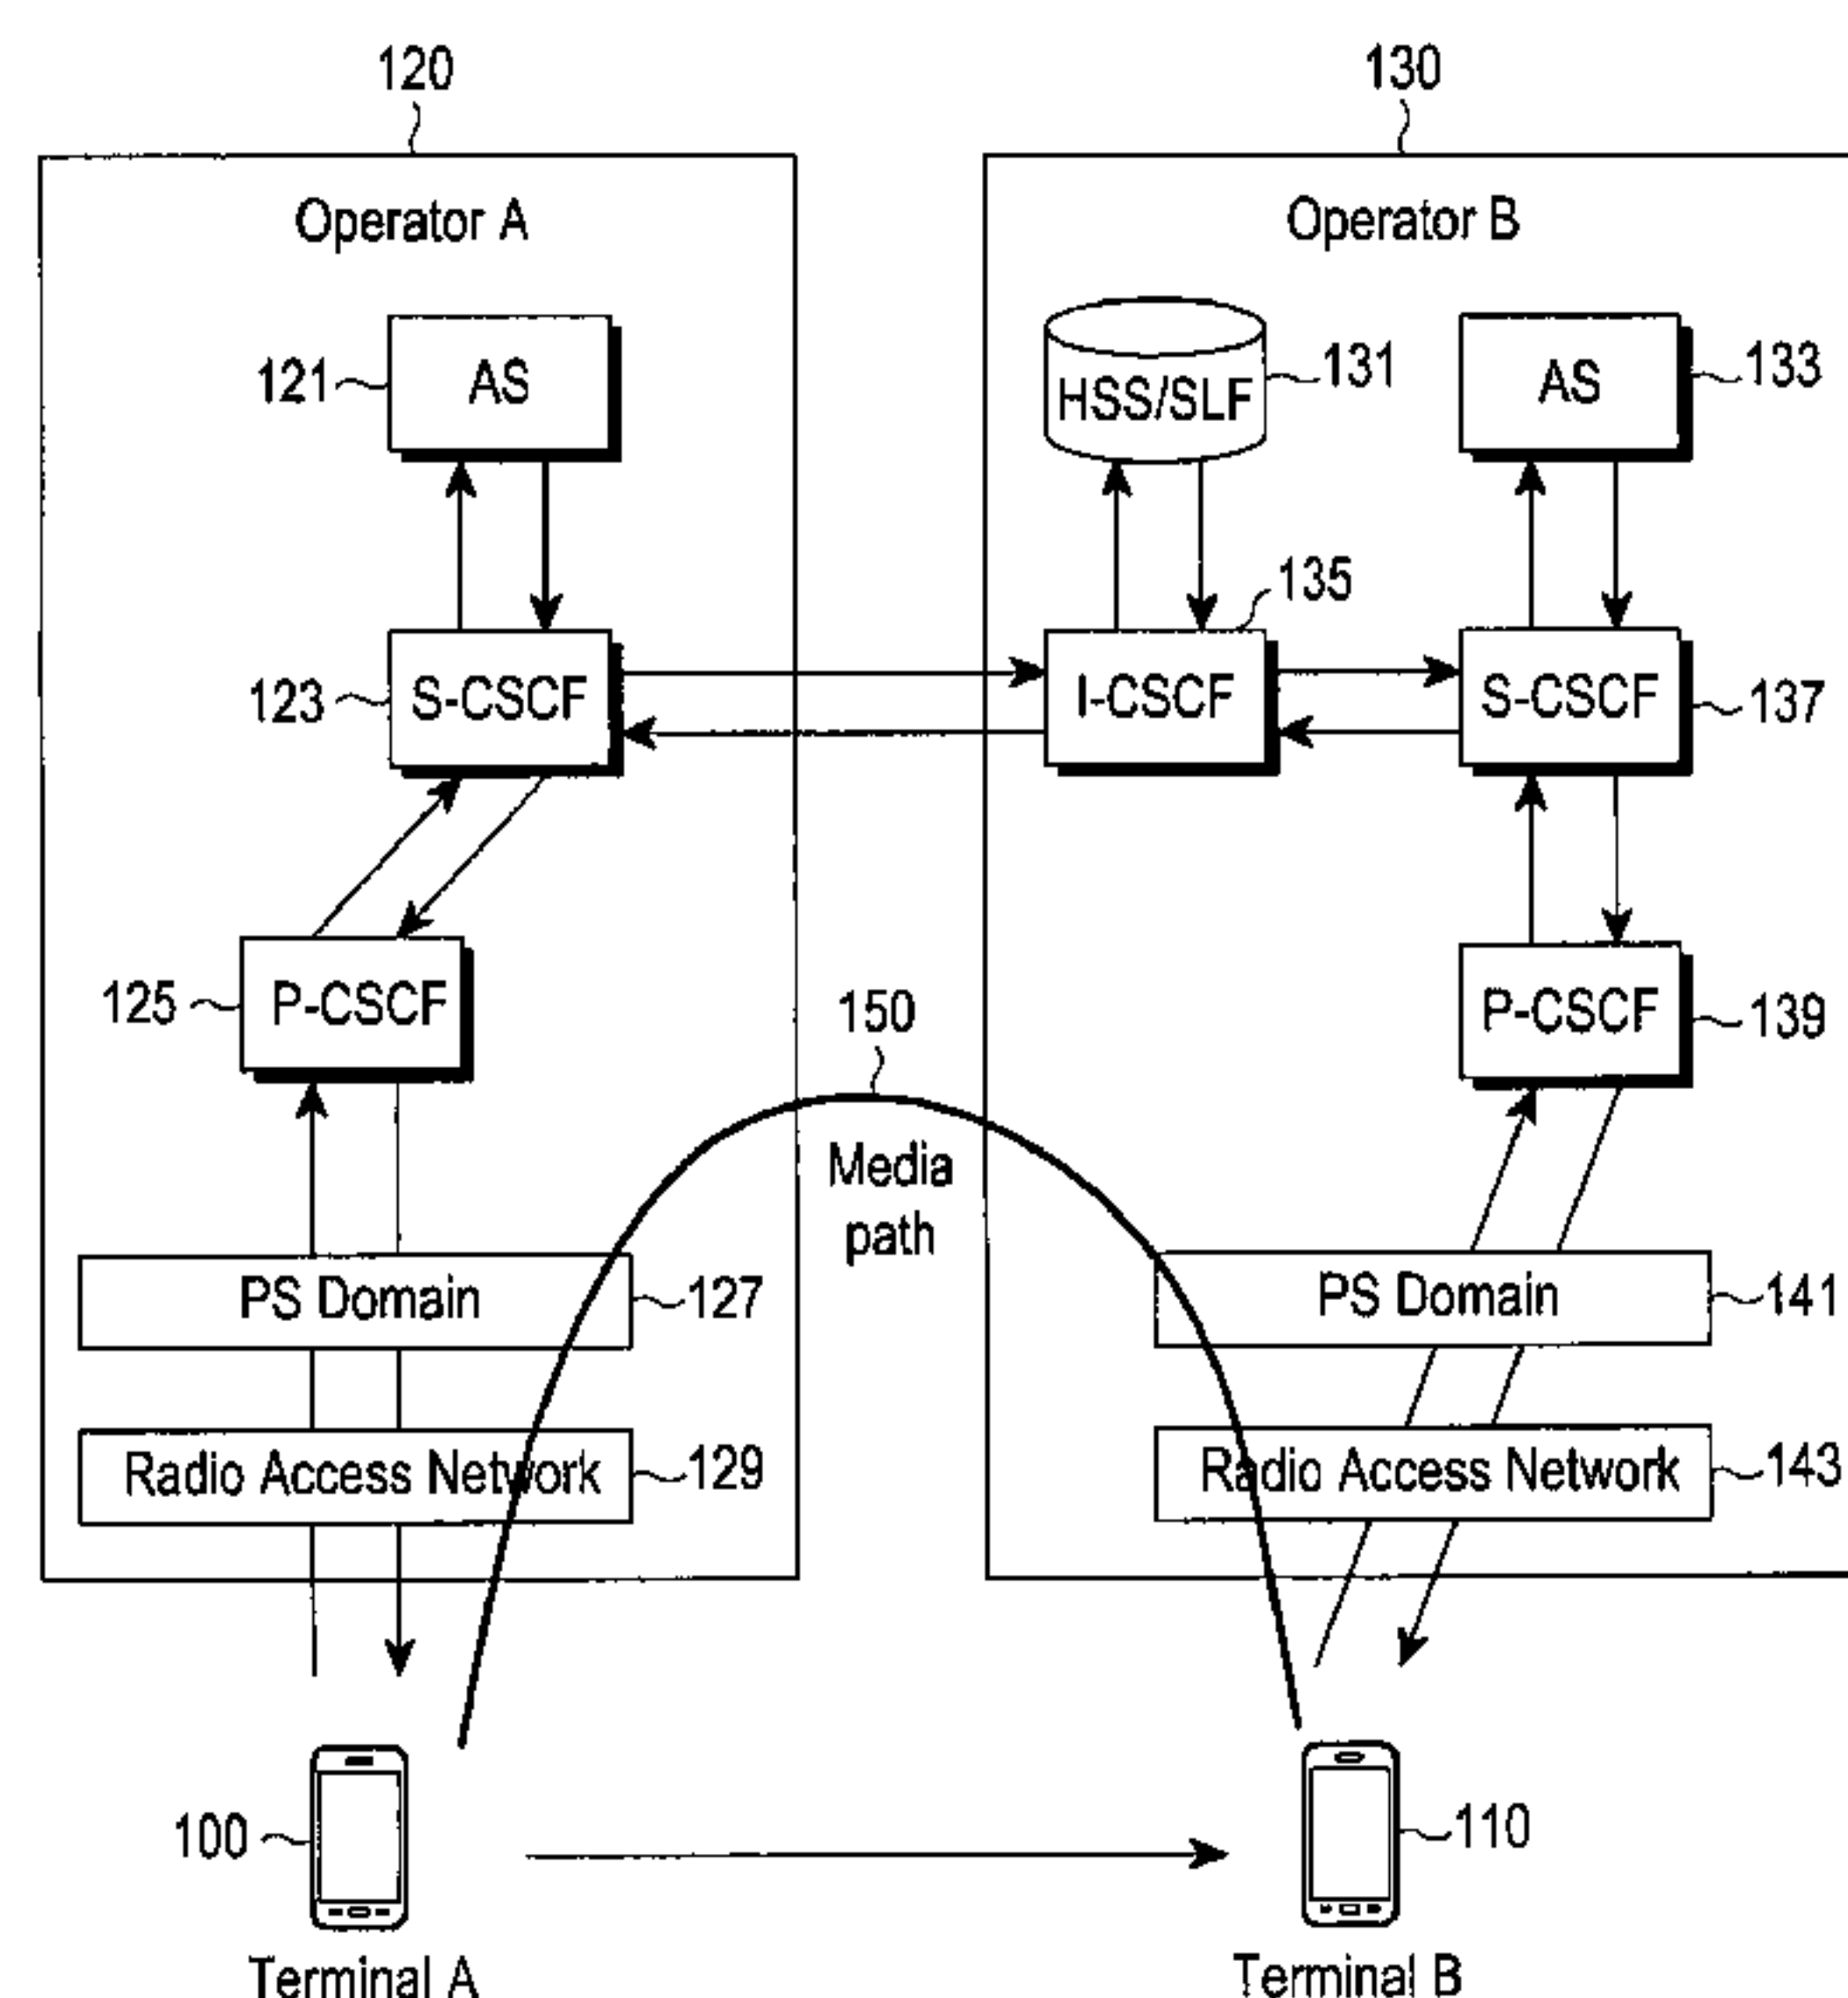 120
130
Operator A
Operator B
121
AS
HSS/SLF
131
AS
133
135
123
S-CSCF
I-CSCF
S-CSCF
137
125
P-CSCF
150
P-CSCF
139
Media
path
PS Domain
127
PS Domain
141
Radio Access Network
129
Radio Access Network
143
100
110
Terminal A
Terminal B